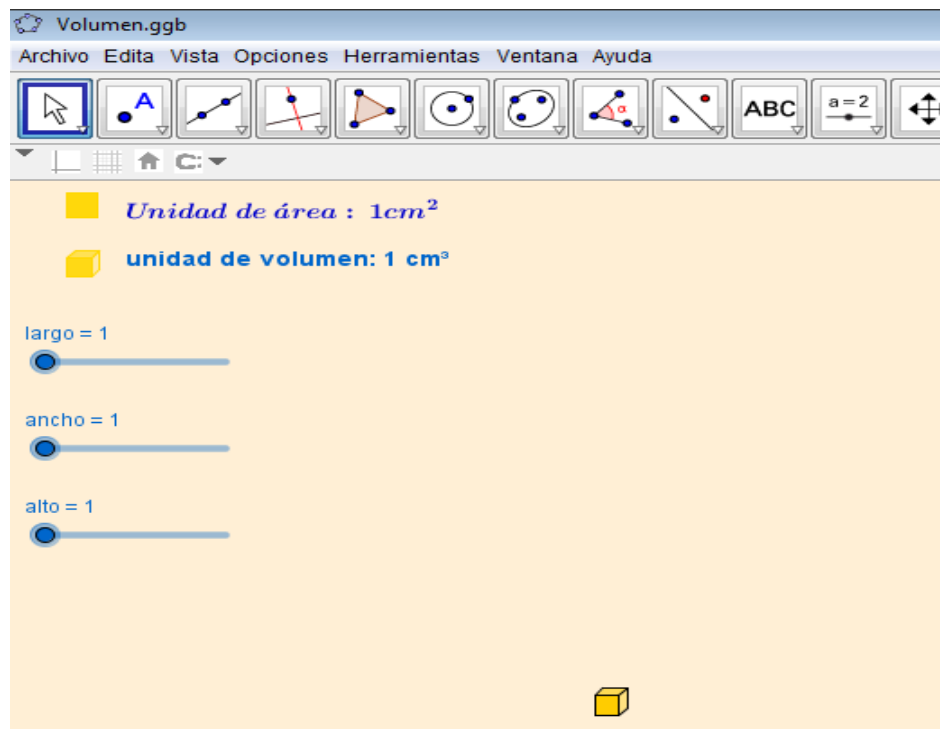 Volumen.ggb
Archivo Edita Vista Opciones Herramientas Ventana Ayuda
A α ABC a = 2
Unidad de área : 1cm²
unidad de volumen: 1 cm³
largo = 1
ancho = 1
alto = 1